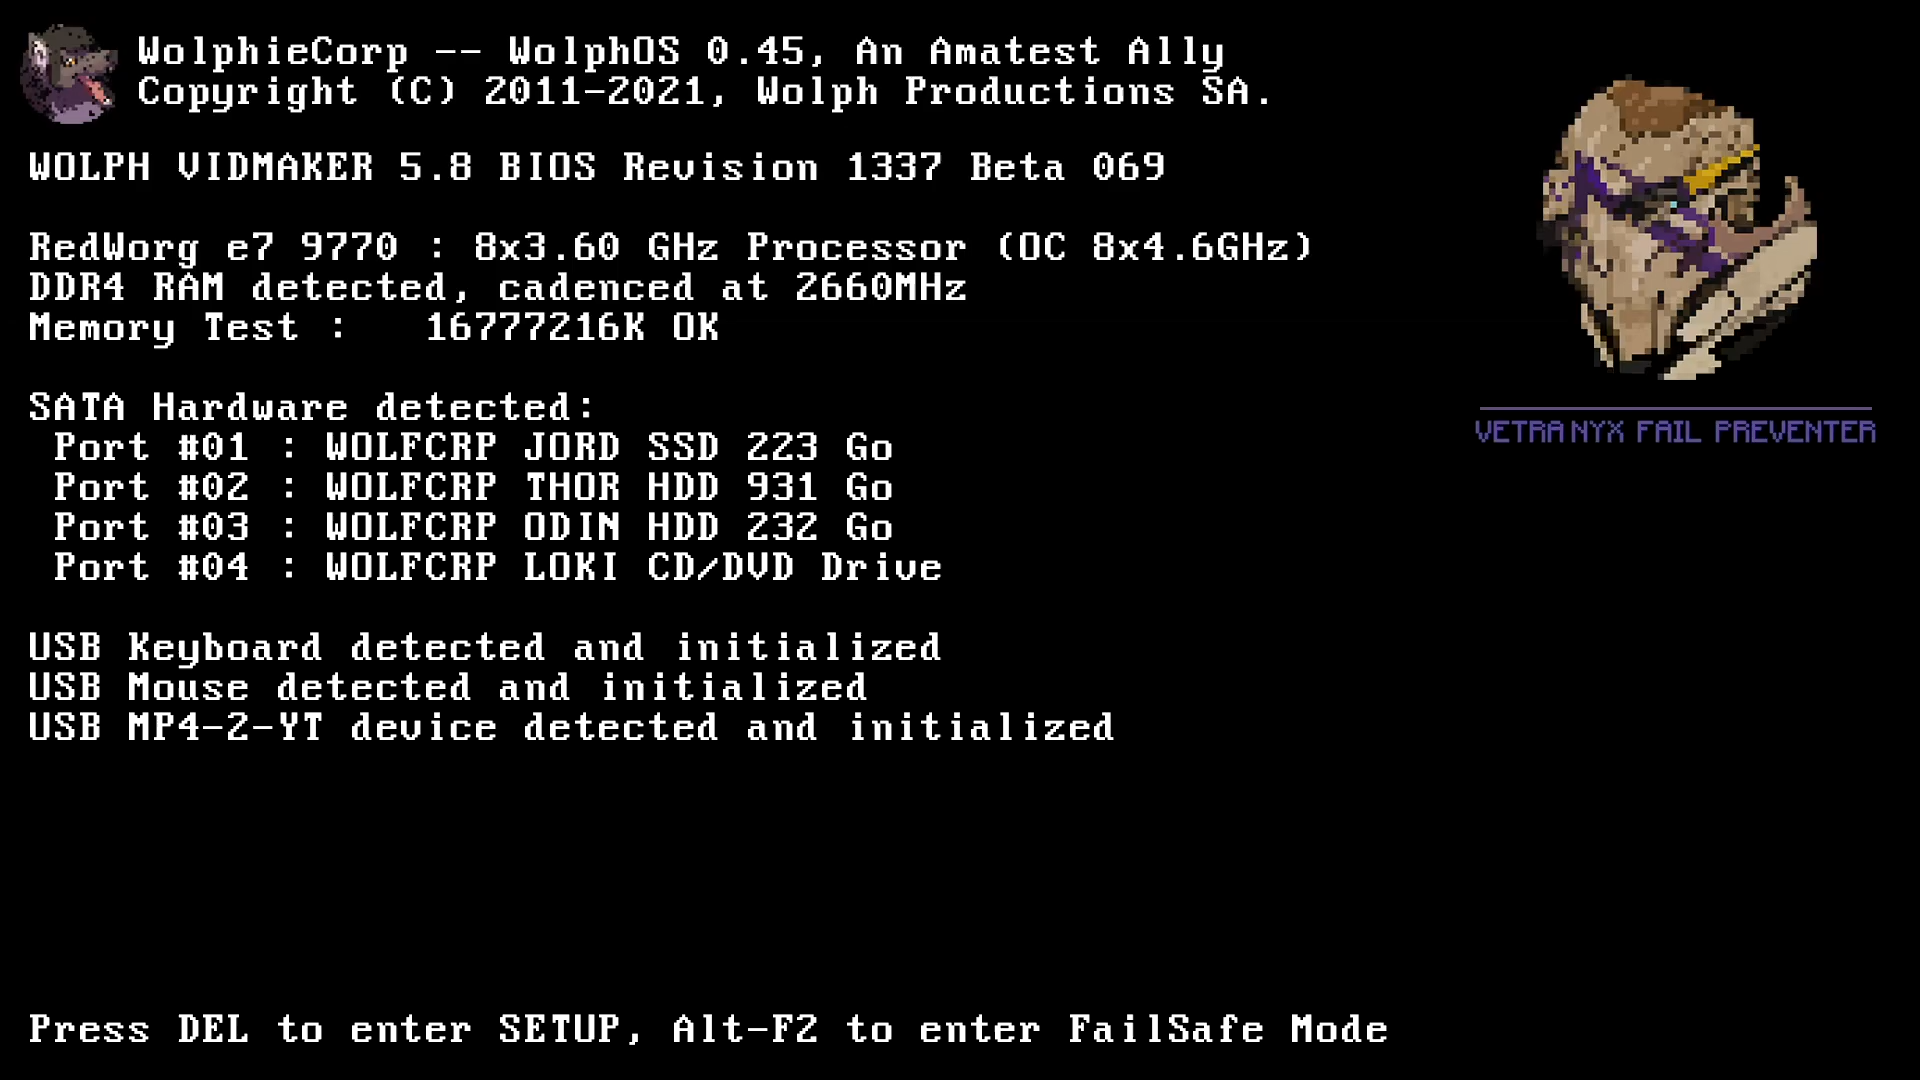 WolphieCorp -- WolphOS 0.45, An Amatest Ally
Copyright (C) 2011-2021, Wolph Productions SA.
WOLPH VIDMAKER 5.8 BIOS Revision 1337 Beta 069
RedWorg e7 9770 : 8x3.60 GHz Processor (OC 8x4.6GHz)
DDR4 RAM detected, cadenced at 2660MHz
Memory Test :   16777216K OK
SATA Hardware detected:
Port #01 : WOLFCRP JORD SSD 223 Go
Port #02 : WOLFCRP THOR HDD 931 Go
Port #03 : WOLFCRP ODIN HDD 232 Go
Port #04 : WOLFCRP LOKI CD/DVD Drive
USB Keyboard detected and initialized
USB Mouse detected and initialized
USB MP4-2-YT device detected and initialized
Press DEL to enter SETUP, Alt-F2 to enter FailSafe Mode
VETRA NYX FAIL PREVENTER